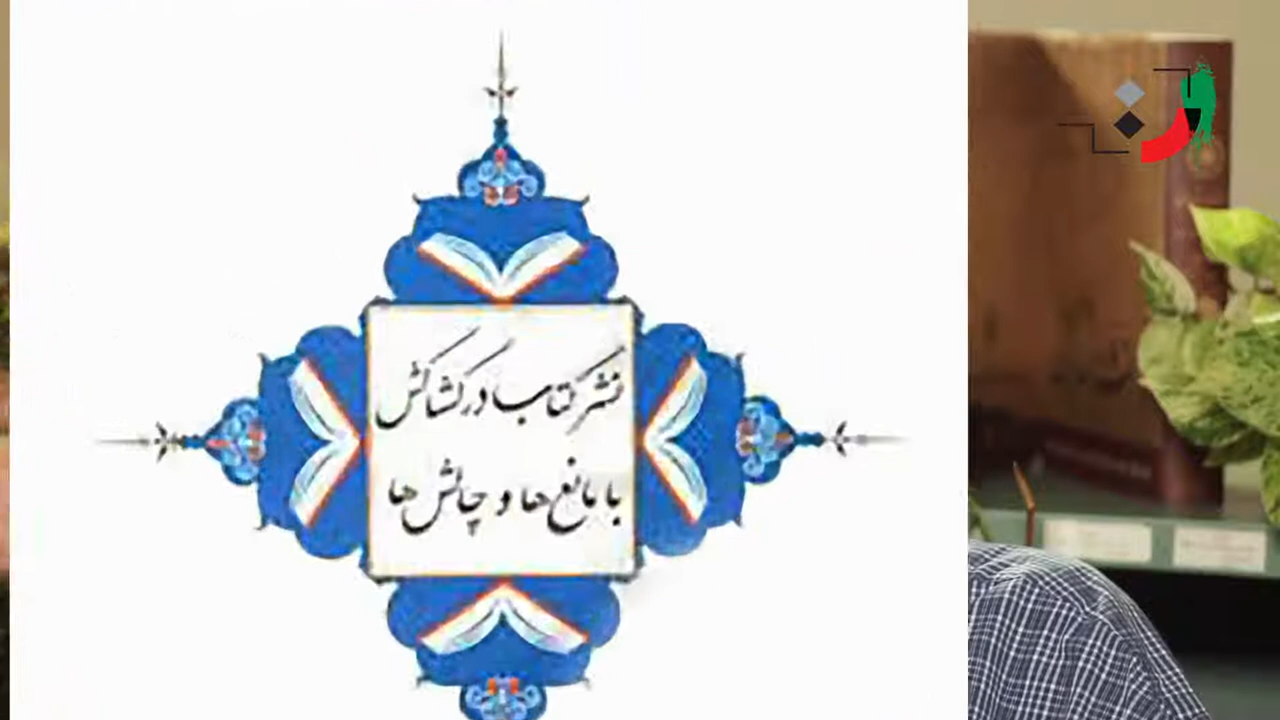 نشر کتاب در کشاکش
با مانع‌ها و چالش‌ها